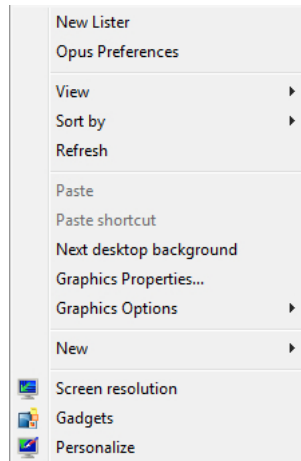 New Lister
Opus Preferences
View
Sort by
Refresh
Paste
Paste shortcut
Next desktop background
Graphics Properties...
Graphics Options
New
Screen resolution
Gadgets
Personalize